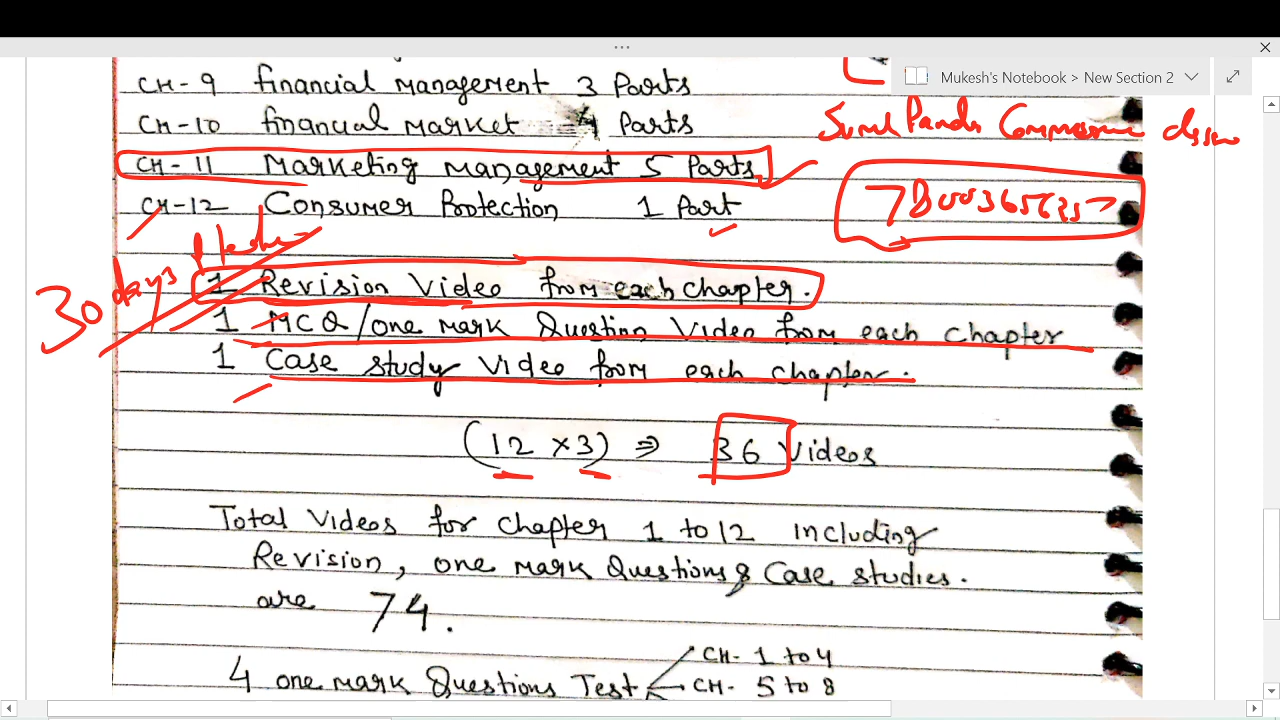 Mukesh's Notebook > New Section 2
CH-9 financial management 3 Parts
CH-10 financial market 4 Parts
Commerce
CH-11 Marketing management 5 Parts
CH-12 Consumer Protection 1 Part
30 days
1 Revision Video from each chapter.
1 MCQ/one mark Question Video from each chapter
1 Case study Video from each chapter.
(12 x 3) ⇒ 36 Videos
Total Videos for chapter 1 to 12 including
Revision, one mark Questions & Case studies.
are 74.
CH- 1 to 4
4 one mark Questions Test CH- 5 to 8